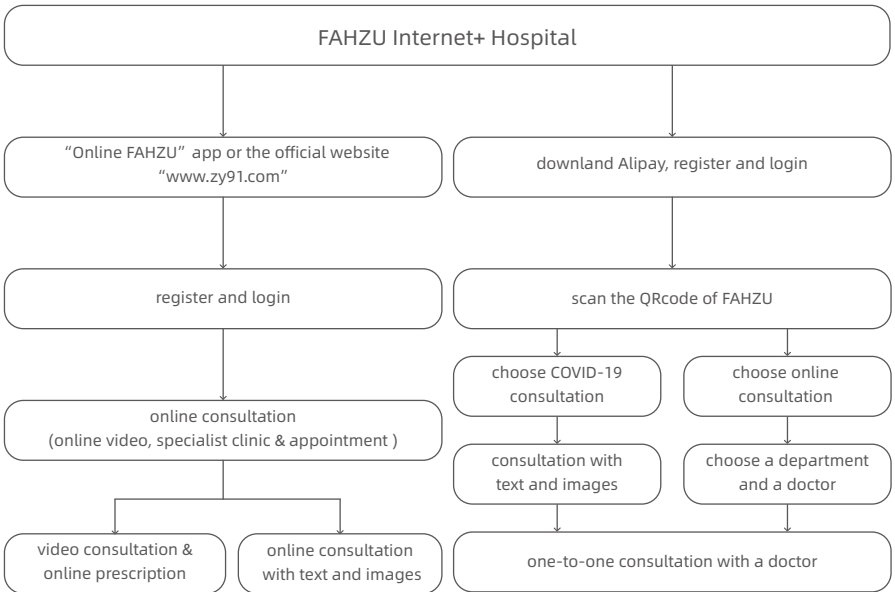 FAHZU Internet+ Hospital
“Online FAHZU” app or the official website
“www.zy91.com”
downland Alipay, register and login
register and login
scan the QRcode of FAHZU
choose COVID-19
consultation
choose online
consultation
online consultation
(online video, specialist clinic & appointment )
consultation with
text and images
choose a department
and a doctor
video consultation &
online prescription
online consultation
with text and images
one-to-one consultation with a doctor